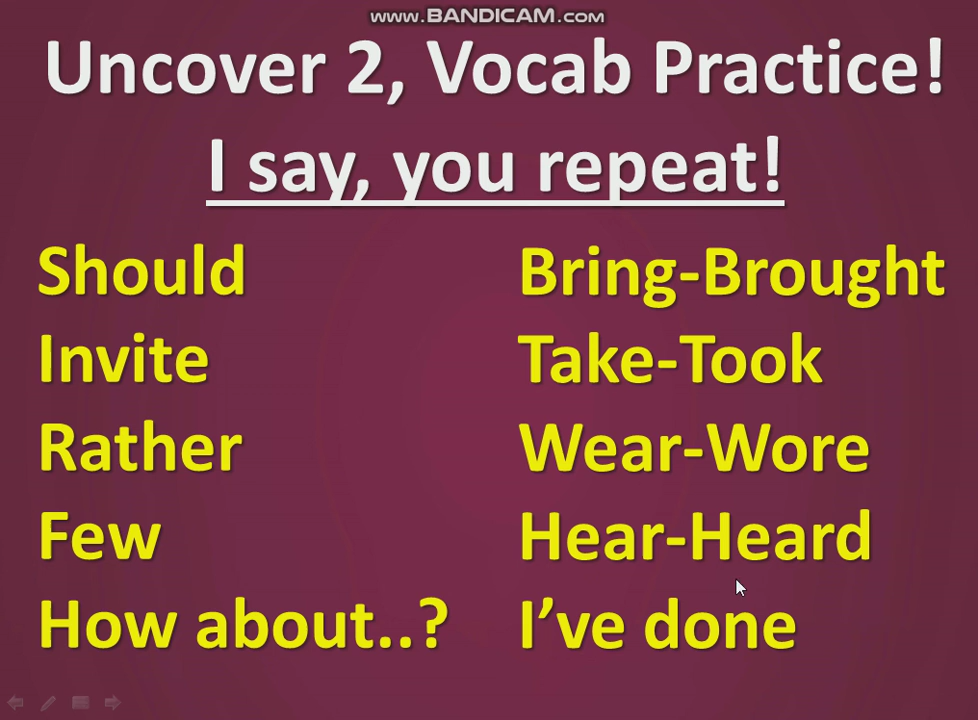 www.BANDICAM.com
Uncover 2, Vocab Practice!
I say, you repeat!
Should
Invite
Rather
Few
How about..?
Bring-Brought
Take-Took
Wear-Wore
Hear-Heard
I’ve done